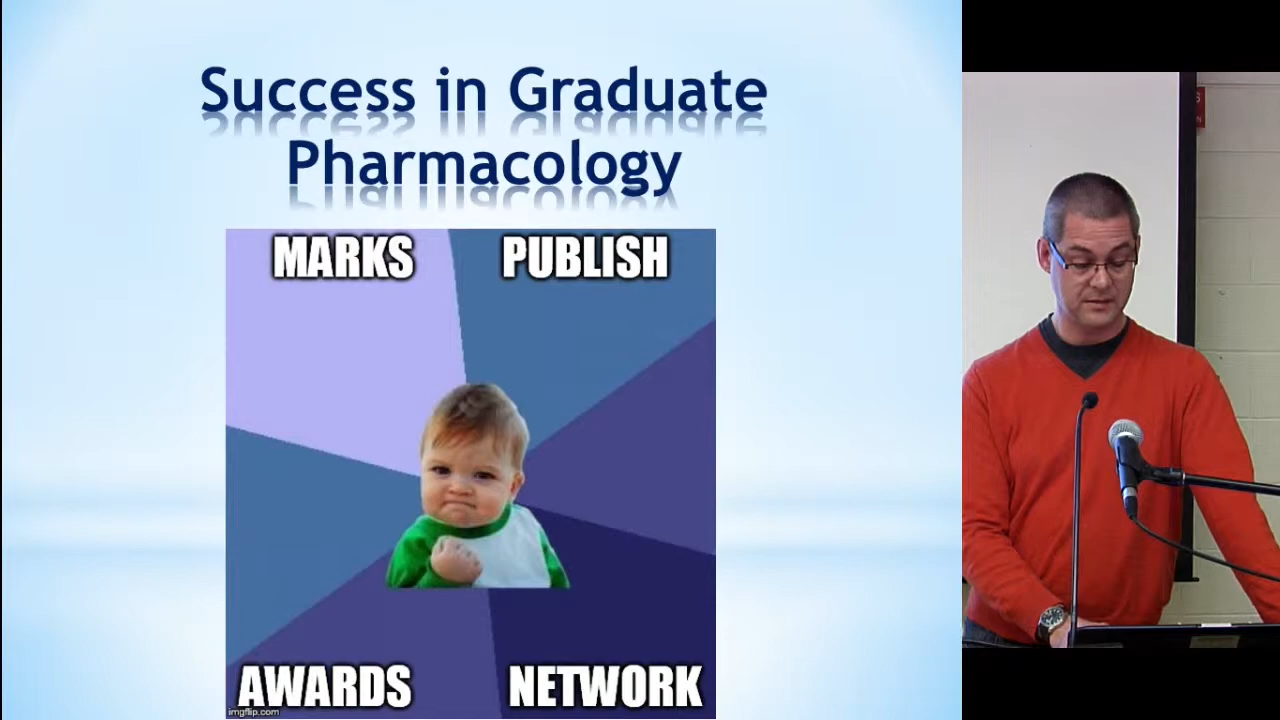 Success in Graduate
Pharmacology
MARKS PUBLISH
AWARDS NETWORK
imgflip.com